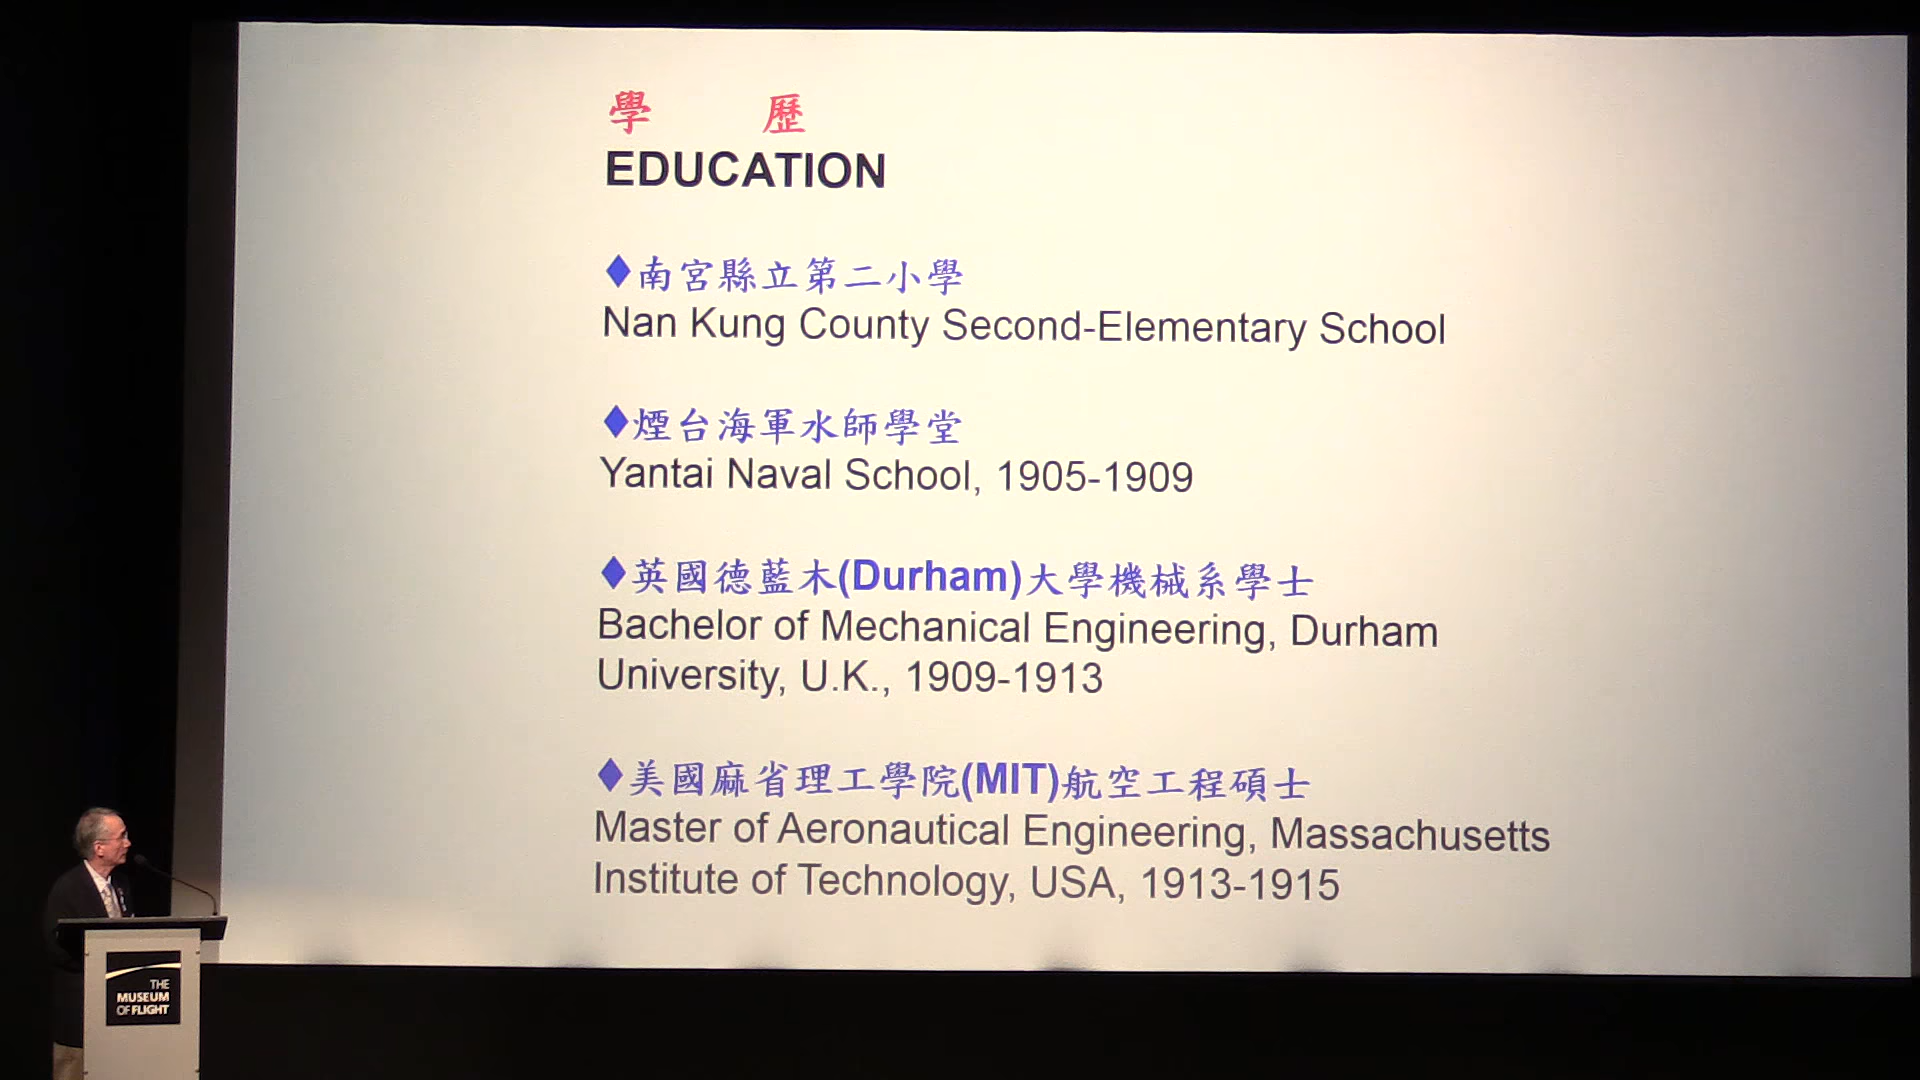 學 歷
EDUCATION
♦南宮縣立第二小學
Nan Kung County Second-Elementary School
♦煙台海軍水師學堂
Yantai Naval School, 1905-1909
♦英國德藍木(Durham)大學機械系學士
Bachelor of Mechanical Engineering, Durham
University, U.K., 1909-1913
♦美國麻省理工學院(MIT)航空工程碩士
Master of Aeronautical Engineering, Massachusetts
Institute of Technology, USA, 1913-1915
THE
MUSEUM
OF FLIGHT